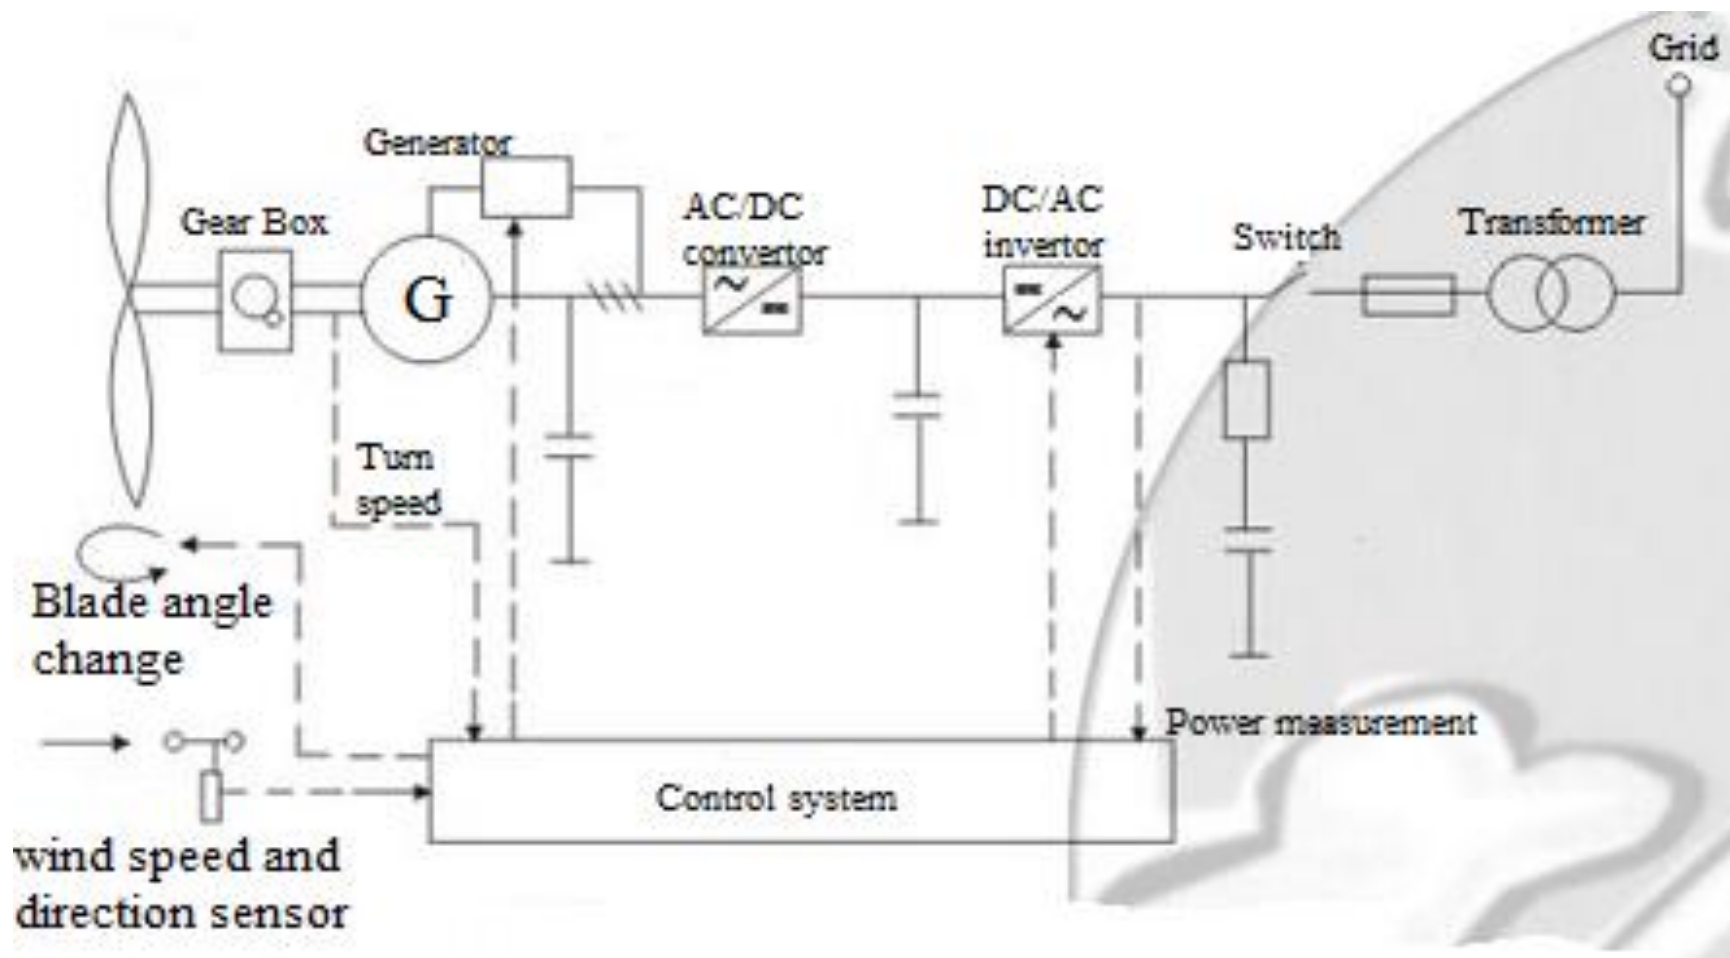 Grid
Generator
Gear Box
AC/DC
convertor
DC/AC
invertor
Switch
Transformer
G
Turn
speed
Blade angle
change
Power measurement
Control system
wind speed and
direction sensor